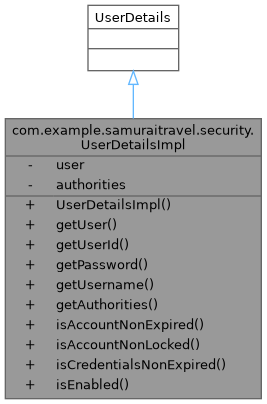 UserDetails
com.example.samuraitravel.security.
UserDetailsImpl
- user
- authorities
+ UserDetailsImpl()
+ getUser()
+ getUserId()
+ getPassword()
+ getUsername()
+ getAuthorities()
+ isAccountNonExpired()
+ isAccountNonLocked()
+ isCredentialsNonExpired()
+ isEnabled()